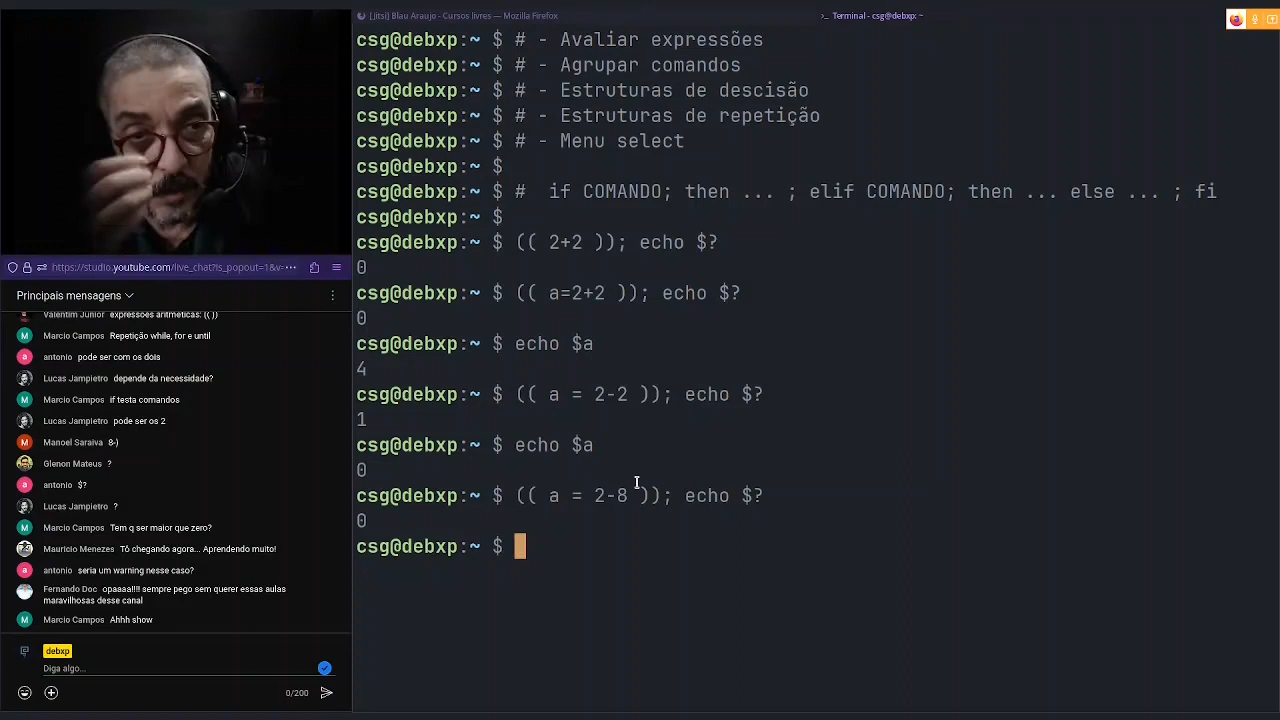 [Jitsi] Blau Araujo - Cursos livres — Mozilla Firefox
>_ Terminal - csg@debxp: ~
csg@debxp:~ $ # - Avaliar expressões
csg@debxp:~ $ # - Agrupar comandos
csg@debxp:~ $ # - Estruturas de descisão
csg@debxp:~ $ # - Estruturas de repetição
csg@debxp:~ $ # - Menu select
csg@debxp:~ $
csg@debxp:~ $ #  if COMANDO; then ... ; elif COMANDO; then ... else ... ; fi
csg@debxp:~ $
csg@debxp:~ $ (( 2+2 )); echo $?
0
csg@debxp:~ $ (( a=2+2 )); echo $?
0
csg@debxp:~ $ echo $a
4
csg@debxp:~ $ (( a = 2-2 )); echo $?
1
csg@debxp:~ $ echo $a
0
csg@debxp:~ $ (( a = 2-8 )); echo $?
0
csg@debxp:~ $
https://studio.youtube.com/live_chat?is_popout=1&v=
Principais mensagens
Valentim Junior expressões aritméticas: (( ))
M Marcio Campos Repetição while, for e until
a antonio pode ser com os dois
Lucas Jampietro depende da necessidade?
M Marcio Campos if testa comandos
Lucas Jampietro pode ser os 2
M Manoel Saraiva 8-)
Glenon Mateus ?
a antonio $?
Lucas Jampietro ?
M Marcio Campos Tem q ser maior que zero?
Mauricio Menezes Tô chegando agora... Aprendendo muito!
a antonio seria um warning nesse caso?
Fernando Doc opaaaa!!!! sempre pego sem querer essas aulas
maravilhosas desse canal
M Marcio Campos Ahhh show
debxp
Diga algo...
0/200